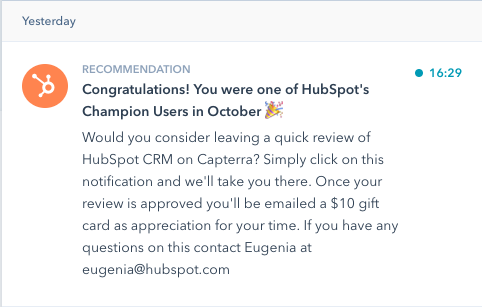 Yesterday
RECOMMENDATION
16:29
Congratulations! You were one of HubSpot's
Champion Users in October 🎉
Would you consider leaving a quick review of
HubSpot CRM on Capterra? Simply click on this
notification and we'll take you there. Once your
review is approved you'll be emailed a $10 gift
card as appreciation for your time. If you have any
questions on this contact Eugenia at
eugenia@hubspot.com